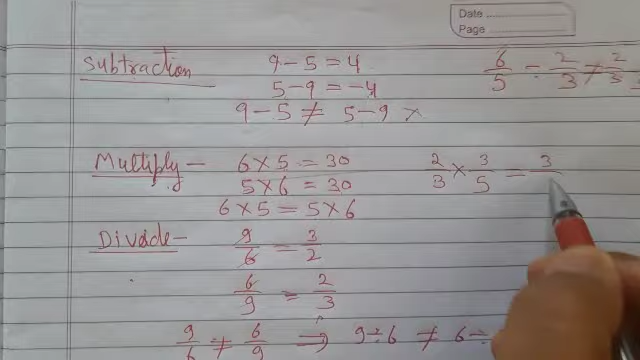 Date
Page
Subtraction 9 - 5 = 4
5 - 9 = -4
9 - 5 ≠ 5 - 9 ×
6/5 - 2/3 ≠ 2/3
Multiply - 6 × 5 = 30
5 × 6 = 30
6 × 5 = 5 × 6
2/3 × 3/5 = 3/
Divide - 9/6 = 3/2
6/9 = 2/3
9/6 ≠ 6/9 ⇒ 9 ÷ 6 ≠ 6 ÷